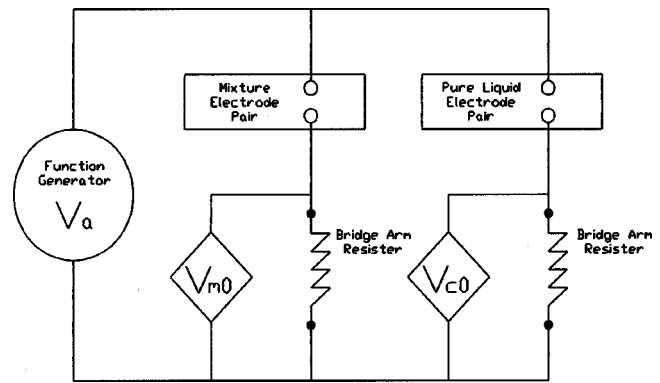 Mixture
Electrode
Pair
Pure Liquid
Electrode
Pair
Function
Generator
Va
Bridge Arm
Resister
Bridge Arm
Resister
Vm0
Vc0